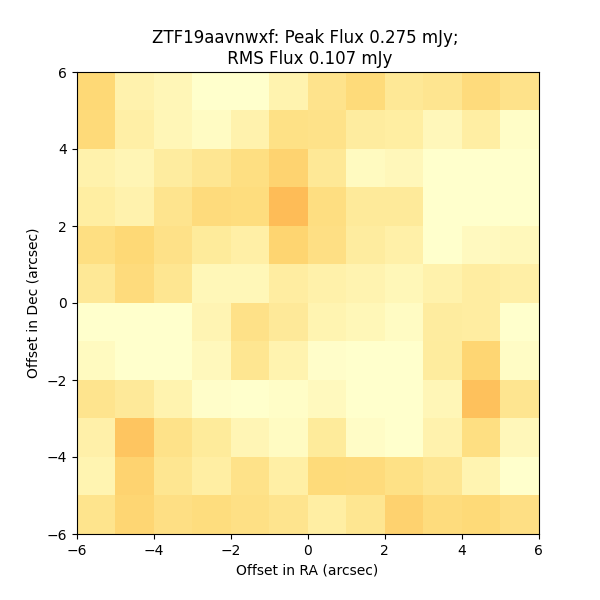 ZTF19aavnwxf: Peak Flux 0.275 mJy;
RMS Flux 0.107 mJy
6
4
2
0
−2
−4
−6
Offset in Dec (arcsec)
−6 −4 −2 0 2 4 6
Offset in RA (arcsec)